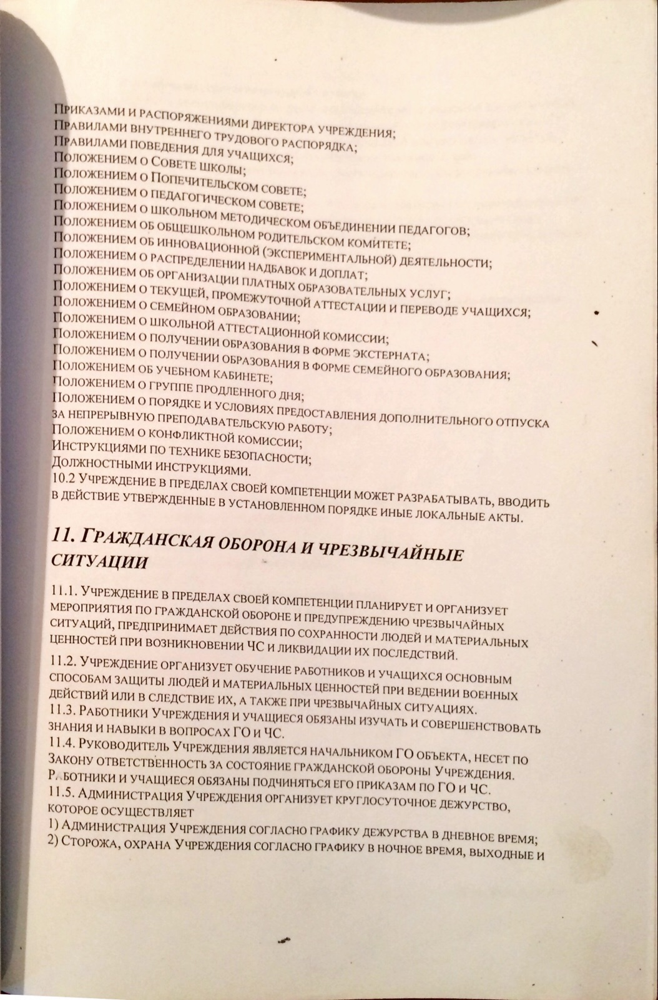 Приказами и распоряжениями директора учреждения;
Правилами внутреннего трудового распорядка;
Правилами поведения для учащихся;
Положением о Совете школы;
Положением о Попечительском совете;
Положением о педагогическом совете;
Положением о школьном методическом объединении педагогов;
Положением об общешкольном родительском комитете;
Положением об инновационной (экспериментальной) деятельности;
Положением о распределении надбавок и доплат;
Положением об организации платных образовательных услуг;
Положением о текущей, промежуточной аттестации и переводе учащихся;
Положением о семейном образовании;
Положением о школьной аттестационной комиссии;
Положением о получении образования в форме экстерната;
Положением о получении образования в форме семейного образования;
Положением об учебном кабинете;
Положением о группе продленного дня;
Положением о порядке и условиях предоставления дополнительного отпуска
за непрерывную преподавательскую работу;
Положением о конфликтной комиссии;
Инструкциями по технике безопасности;
Должностными инструкциями.
10.2 Учреждение в пределах своей компетенции может разрабатывать, вводить
в действие утвержденные в установленном порядке иные локальные акты.
11. Гражданская оборона и чрезвычайные
ситуации
11.1. Учреждение в пределах своей компетенции планирует и организует
мероприятия по гражданской обороне и предупреждению чрезвычайных
ситуаций, предпринимает действия по сохранности людей и материальных
ценностей при возникновении ЧС и ликвидации их последствий.
11.2. Учреждение организует обучение работников и учащихся основным
способам защиты людей и материальных ценностей при ведении военных
действий или в следствие их, а также при чрезвычайных ситуациях.
11.3. Работники Учреждения и учащиеся обязаны изучать и совершенствовать
знания и навыки в вопросах ГО и ЧС.
11.4. Руководитель Учреждения является начальником ГО объекта, несет по
Закону ответственность за состояние гражданской обороны Учреждения.
Работники и учащиеся обязаны подчиняться его приказам по ГО и ЧС.
11.5. Администрация Учреждения организует круглосуточное дежурство,
которое осуществляет
1) Администрация Учреждения согласно графику дежурства в дневное время;
2) Сторожа, охрана Учреждения согласно графику в ночное время, выходные и